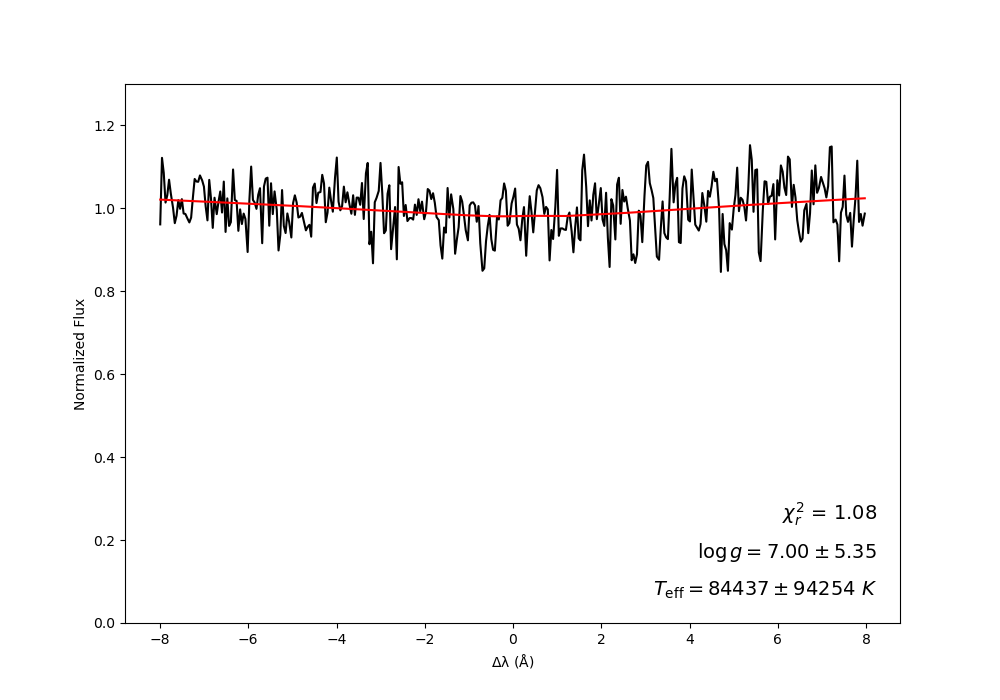 1.2
1.0
0.8
0.6
0.4
0.2
0.0
Normalized Flux
χ²ᵣ = 1.08
log g = 7.00 ± 5.35
T_eff = 84437 ± 94254 K
−8 −6 −4 −2 0 2 4 6 8
Δλ (Å)